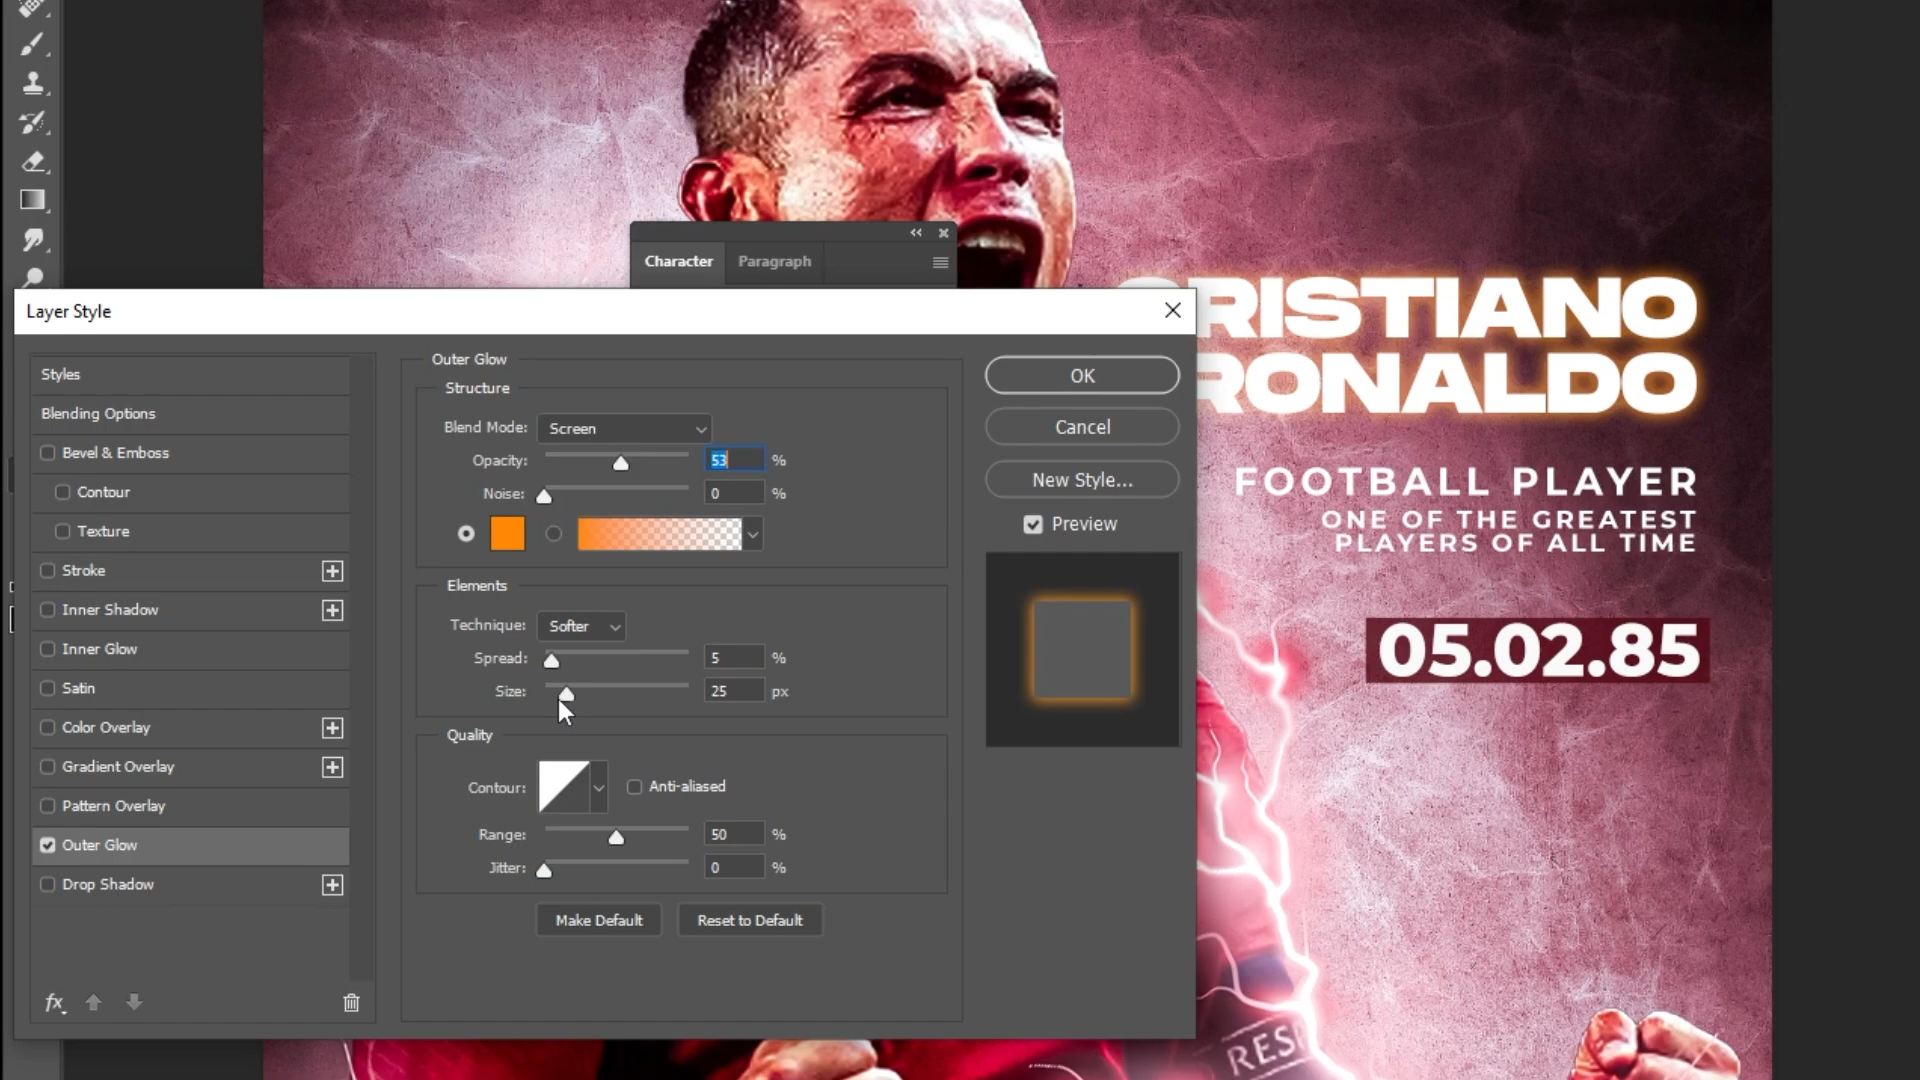 Character Paragraph
Layer Style
Styles
Blending Options
Bevel & Emboss
Contour
Texture
Stroke
Inner Shadow
Inner Glow
Satin
Color Overlay
Gradient Overlay
Pattern Overlay
Outer Glow
Drop Shadow
fx
Outer Glow
Structure
Blend Mode: Screen
Opacity: 53 %
Noise: 0 %
Elements
Technique: Softer
Spread: 5 %
Size: 25 px
Quality
Contour: Anti-aliased
Range: 50 %
Jitter: 0 %
Make Default Reset to Default
OK
Cancel
New Style...
Preview
RISTIANO
RONALDO
FOOTBALL PLAYER
ONE OF THE GREATEST
PLAYERS OF ALL TIME
05.02.85
RESP